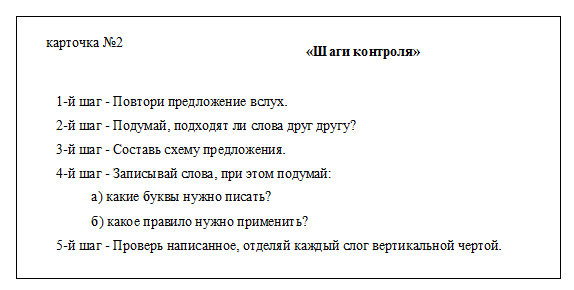 карточка №2
«Шаги контроля»
1-й шаг - Повтори предложение вслух.
2-й шаг - Подумай, подходят ли слова друг другу?
3-й шаг - Составь схему предложения.
4-й шаг - Записывай слова, при этом подумай:
а) какие буквы нужно писать?
б) какое правило нужно применить?
5-й шаг - Проверь написанное, отделяй каждый слог вертикальной чертой.